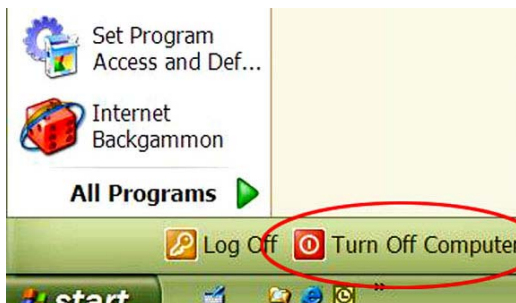 Set Program
Access and Def...
Internet
Backgammon
All Programs
Log Off
Turn Off Computer
start
»